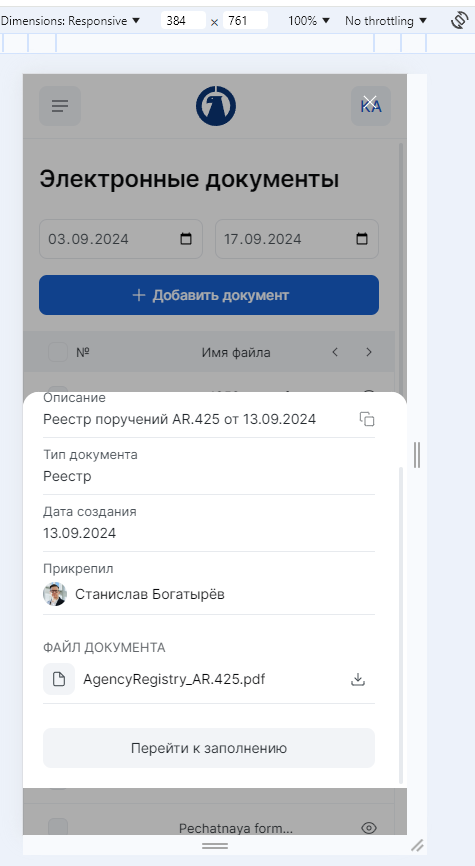 Dimensions: Responsive ▼ 384 × 761 100% ▼ No throttling ▼
КА
Электронные документы
03.09.2024 17.09.2024
+ Добавить документ
№ Имя файла
Описание
Реестр поручений AR.425 от 13.09.2024
Тип документа
Реестр
Дата создания
13.09.2024
Прикрепил
Станислав Богатырёв
ФАЙЛ ДОКУМЕНТА
AgencyRegistry_AR.425.pdf
Перейти к заполнению
Pechatnaya form...